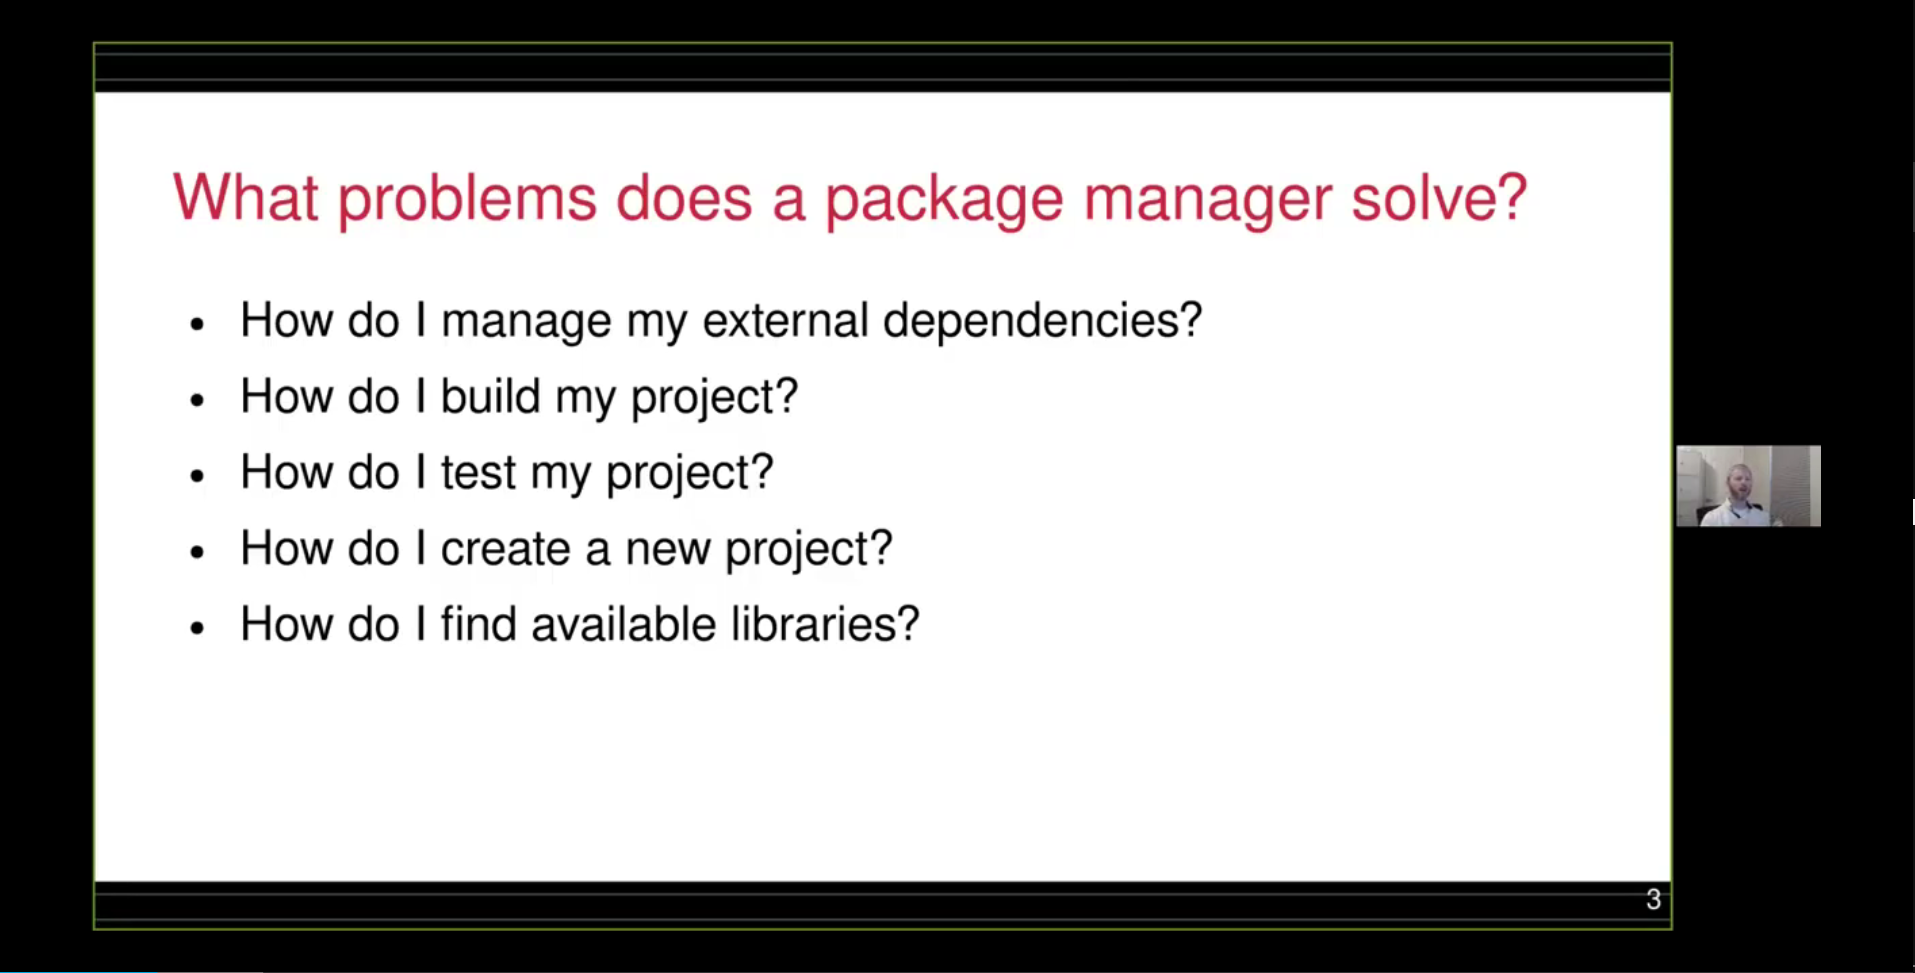 What problems does a package manager solve?
• How do I manage my external dependencies?
• How do I build my project?
• How do I test my project?
• How do I create a new project?
• How do I find available libraries?
3